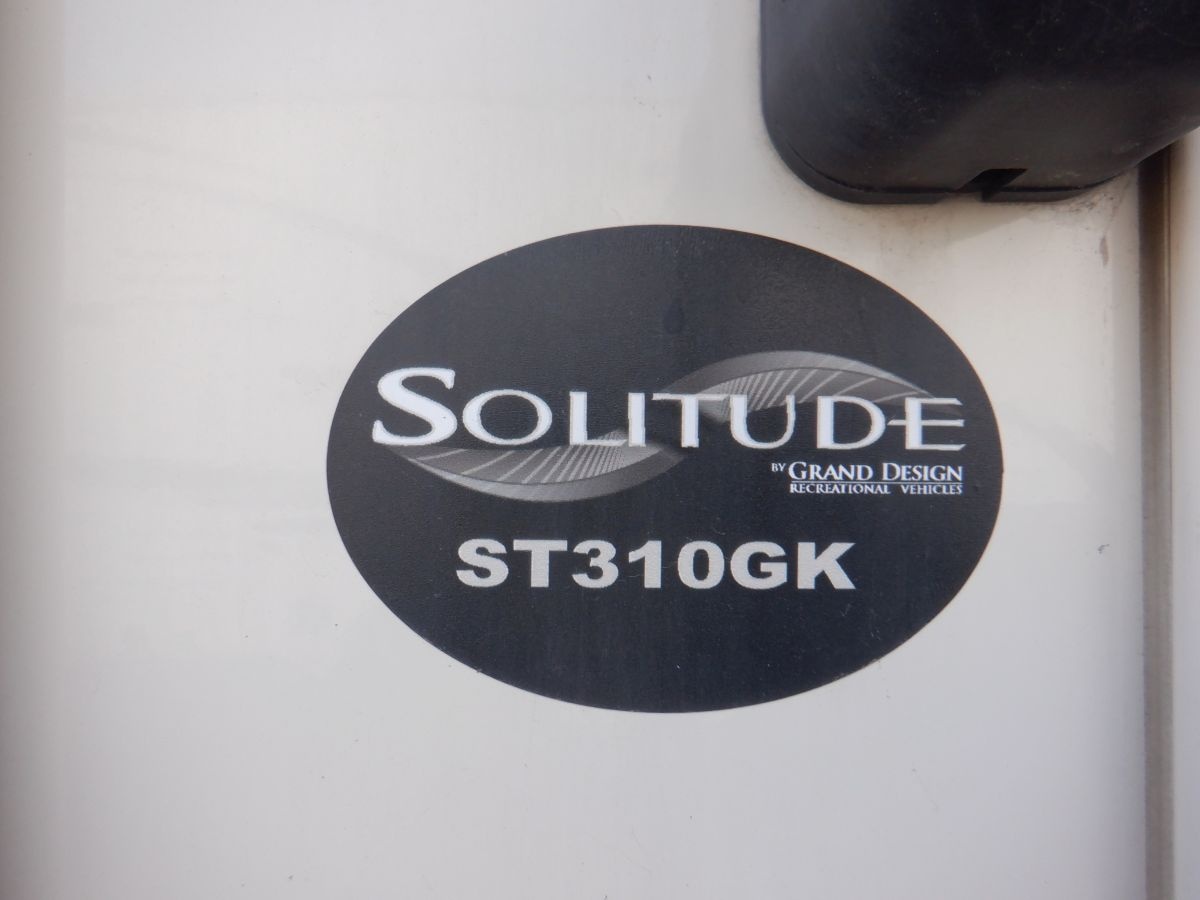 SOLITUDE
BY GRAND DESIGN
RECREATIONAL VEHICLES
ST310GK